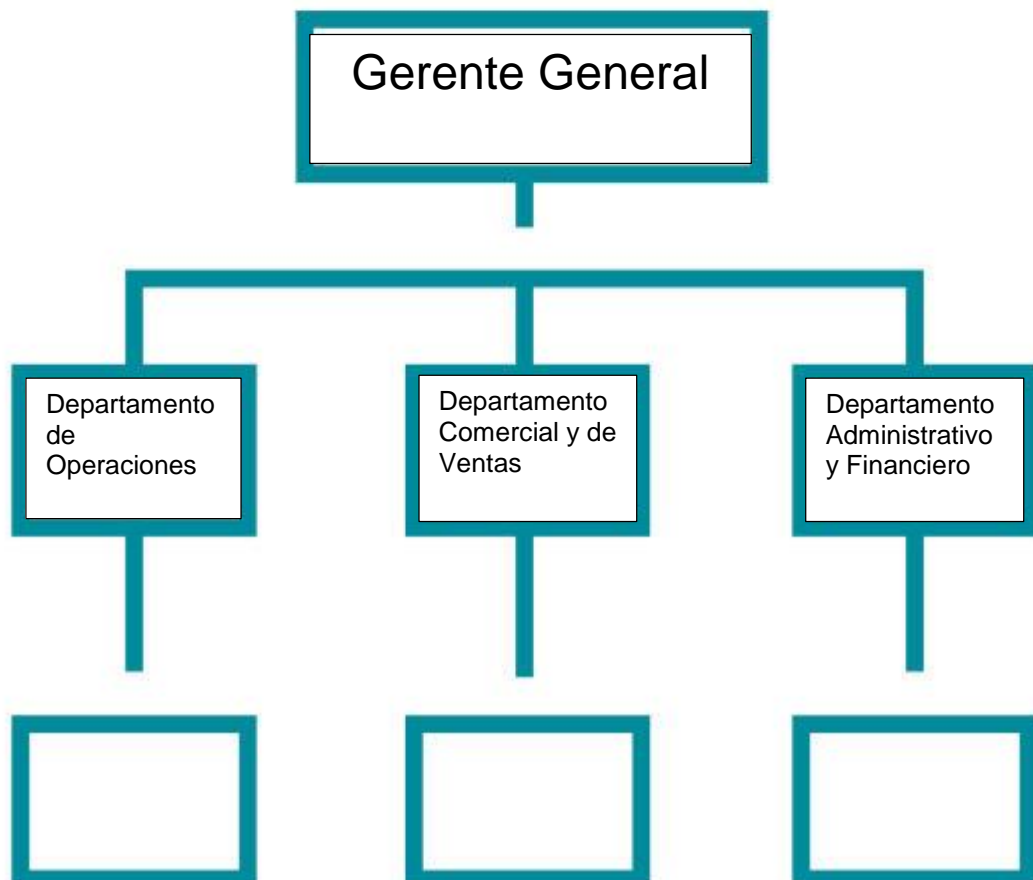 Gerente General
Departamento
de
Operaciones
Departamento
Comercial y de
Ventas
Departamento
Administrativo
y Financiero